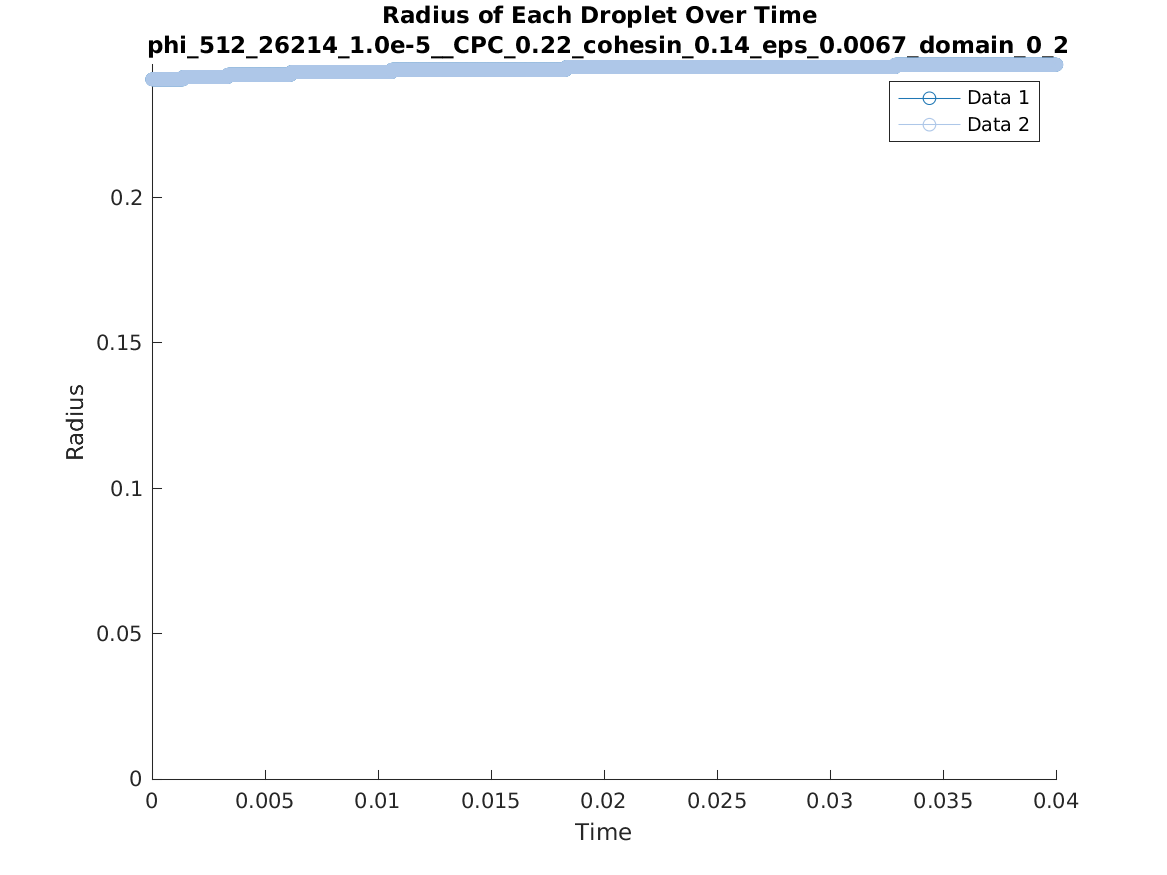 Radius of Each Droplet Over Time
phi_512_26214_1.0e-5__CPC_0.22_cohesin_0.14_eps_0.0067_domain_0_2
Data 1
Data 2
0.2
0.15
0.1
0.05
0
Radius
0
0.005
0.01
0.015
0.02
0.025
0.03
0.035
0.04
Time